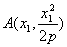 A(x₁, x₁²/2p)